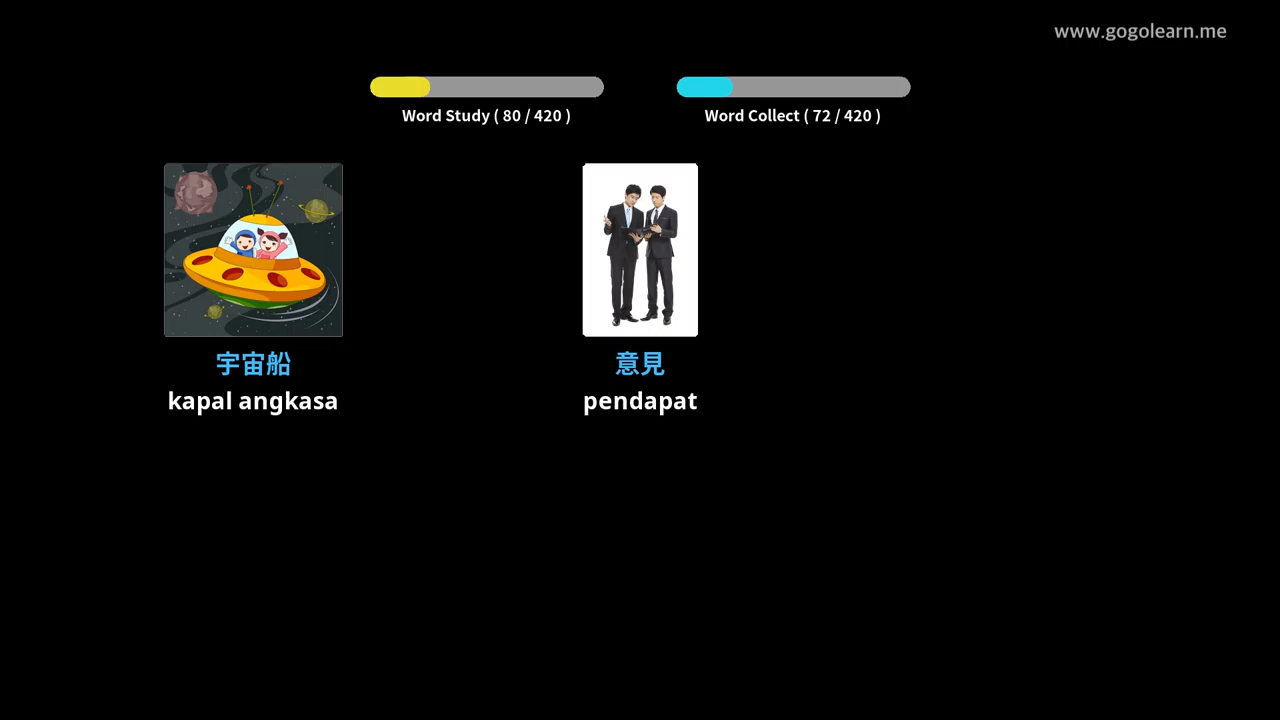 www.gogolearn.me
Word Study ( 80 / 420 )
Word Collect ( 72 / 420 )
宇宙船
kapal angkasa
意見
pendapat